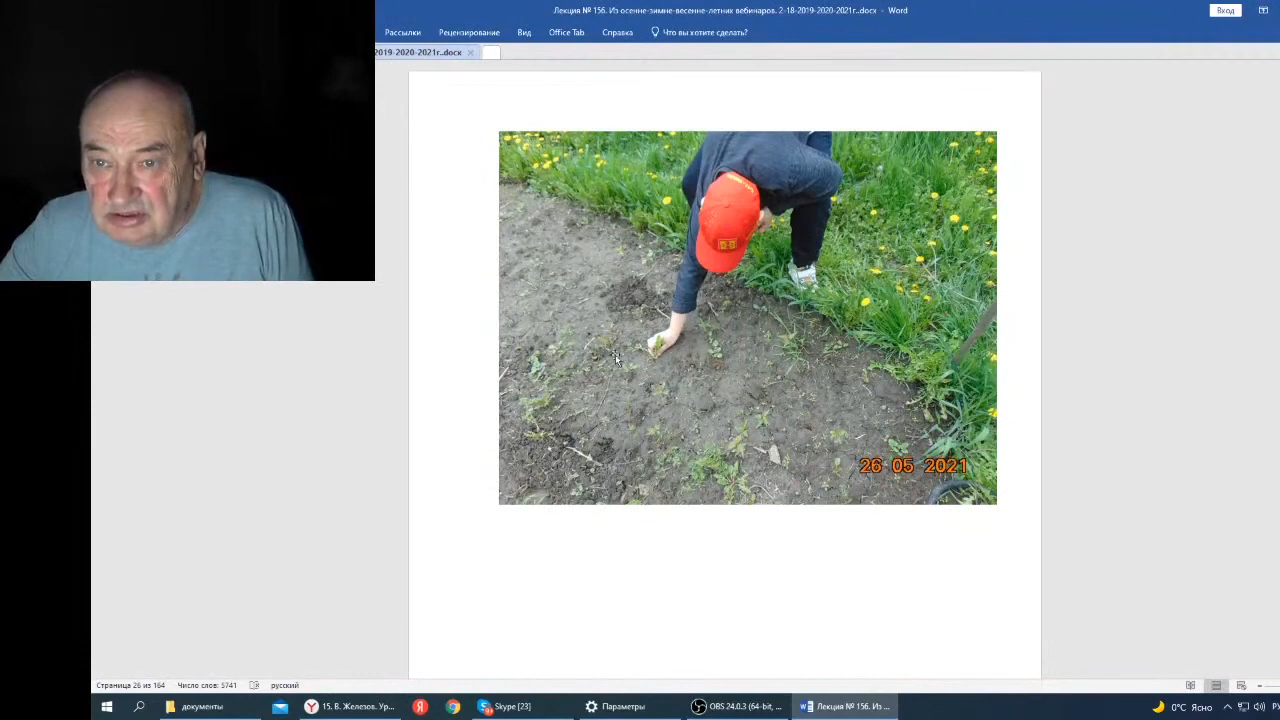 Лекция № 156. Из осенне-зимне-весенне-летних вебинаров. 2-18-2019-2020-2021г..docx - Word
Вход
Рассылки Рецензирование Вид Office Tab Справка Что вы хотите сделать?
2019-2020-2021г..docx
26 05 2021
Страница 26 из 164 Число слов: 5741 русский
документы 15. В. Железов. Ур... Skype [23] Параметры OBS 24.0.3 (64-bit, ... Лекция № 156. Из ... 0°C Ясно